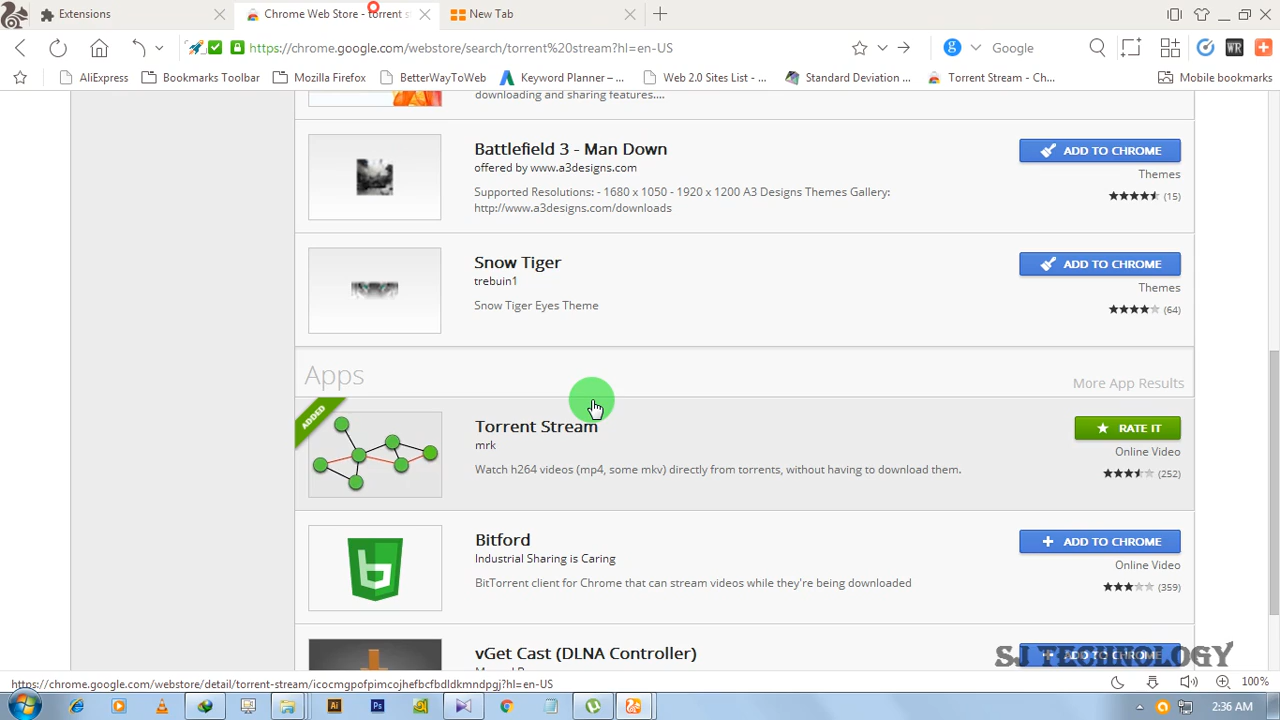 Extensions
Chrome Web Store - torrent s
New Tab
https://chrome.google.com/webstore/search/torrent%20stream?hl=en-US
g
Google
WR
AliExpress
Bookmarks Toolbar
Mozilla Firefox
BetterWayToWeb
Keyword Planner – ...
Web 2.0 Sites List - ...
Standard Deviation ...
Torrent Stream - Ch...
Mobile bookmarks
downloading and sharing features....
Battlefield 3 - Man Down
offered by www.a3designs.com
Supported Resolutions: - 1680 x 1050 - 1920 x 1200 A3 Designs Themes Gallery:
http://www.a3designs.com/downloads
ADD TO CHROME
Themes
(15)
Snow Tiger
trebuin1
Snow Tiger Eyes Theme
ADD TO CHROME
Themes
(64)
Apps
More App Results
ADDED
Torrent Stream
mrk
Watch h264 videos (mp4, some mkv) directly from torrents, without having to download them.
RATE IT
Online Video
(252)
Bitford
Industrial Sharing is Caring
BitTorrent client for Chrome that can stream videos while they're being downloaded
ADD TO CHROME
Online Video
(359)
vGet Cast (DLNA Controller)
ADD TO CHROME
SJ TECHNOLOGY
https://chrome.google.com/webstore/detail/torrent-stream/icocmgpofpimcojhefbcfbdldkmndpgj?hl=en-US
100%
Ai
Ps
2:36 AM